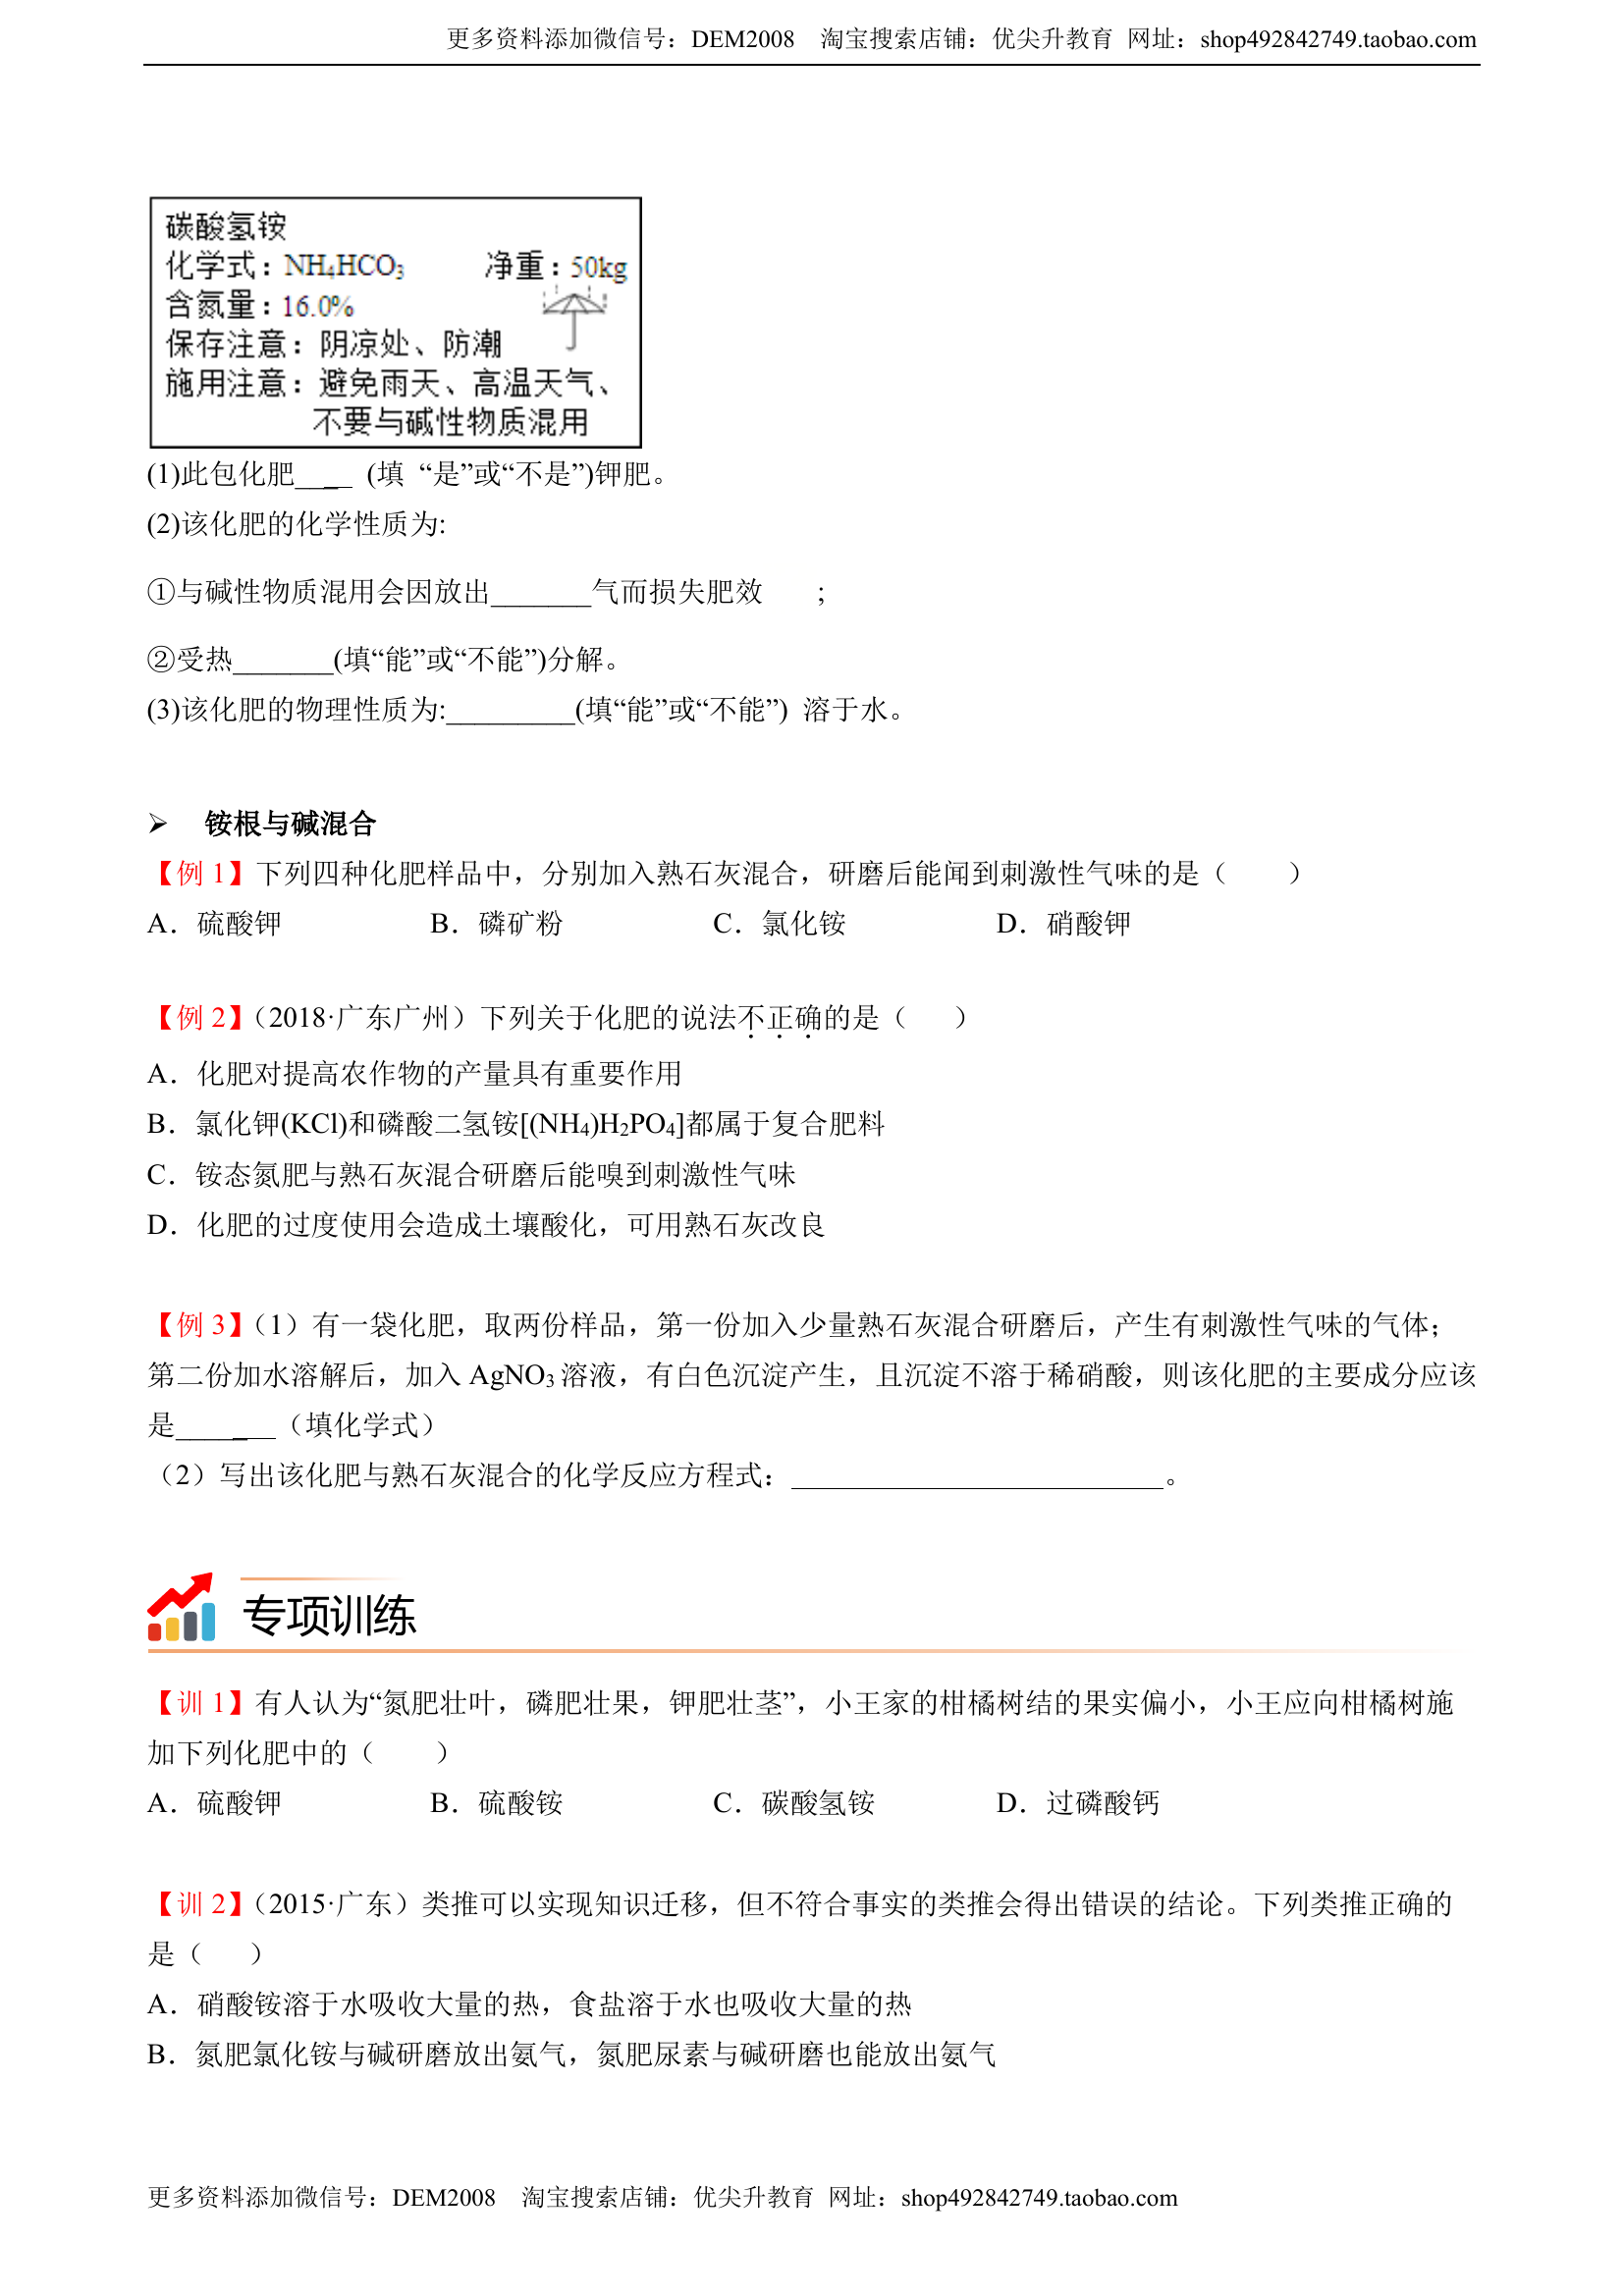 更多资料添加微信号：DEM2008　淘宝搜索店铺：优尖升教育 网址：shop492842749.taobao.com
碳酸氢铵
化学式：NH₄HCO₃　净重：50kg
含氮量：16.0%
保存注意：阴凉处、防潮
施用注意：避免雨天、高温天气、
不要与碱性物质混用
(1)此包化肥____ (填 “是”或“不是”)钾肥。
(2)该化肥的化学性质为:
①与碱性物质混用会因放出_______气而损失肥效　;
②受热_______(填“能”或“不能”)分解。
(3)该化肥的物理性质为:_________(填“能”或“不能”) 溶于水。
➢ 铵根与碱混合
【例 1】下列四种化肥样品中，分别加入熟石灰混合，研磨后能闻到刺激性气味的是（　　）
A．硫酸钾　B．磷矿粉　C．氯化铵　D．硝酸钾
【例 2】（2018·广东广州）下列关于化肥的说法不正确的是（　）
A．化肥对提高农作物的产量具有重要作用
B．氯化钾(KCl)和磷酸二氢铵[(NH₄)H₂PO₄]都属于复合肥料
C．铵态氮肥与熟石灰混合研磨后能嗅到刺激性气味
D．化肥的过度使用会造成土壤酸化，可用熟石灰改良
【例 3】（1）有一袋化肥，取两份样品，第一份加入少量熟石灰混合研磨后，产生有刺激性气味的气体；
第二份加水溶解后，加入 AgNO₃ 溶液，有白色沉淀产生，且沉淀不溶于稀硝酸，则该化肥的主要成分应该
是_______（填化学式）
（2）写出该化肥与熟石灰混合的化学反应方程式：__________________________。
专项训练
【训 1】有人认为“氮肥壮叶，磷肥壮果，钾肥壮茎”，小王家的柑橘树结的果实偏小，小王应向柑橘树施
加下列化肥中的（　　）
A．硫酸钾　B．硫酸铵　C．碳酸氢铵　D．过磷酸钙
【训 2】（2015·广东）类推可以实现知识迁移，但不符合事实的类推会得出错误的结论。下列类推正确的
是（　）
A．硝酸铵溶于水吸收大量的热，食盐溶于水也吸收大量的热
B．氮肥氯化铵与碱研磨放出氨气，氮肥尿素与碱研磨也能放出氨气
更多资料添加微信号：DEM2008　淘宝搜索店铺：优尖升教育 网址：shop492842749.taobao.com